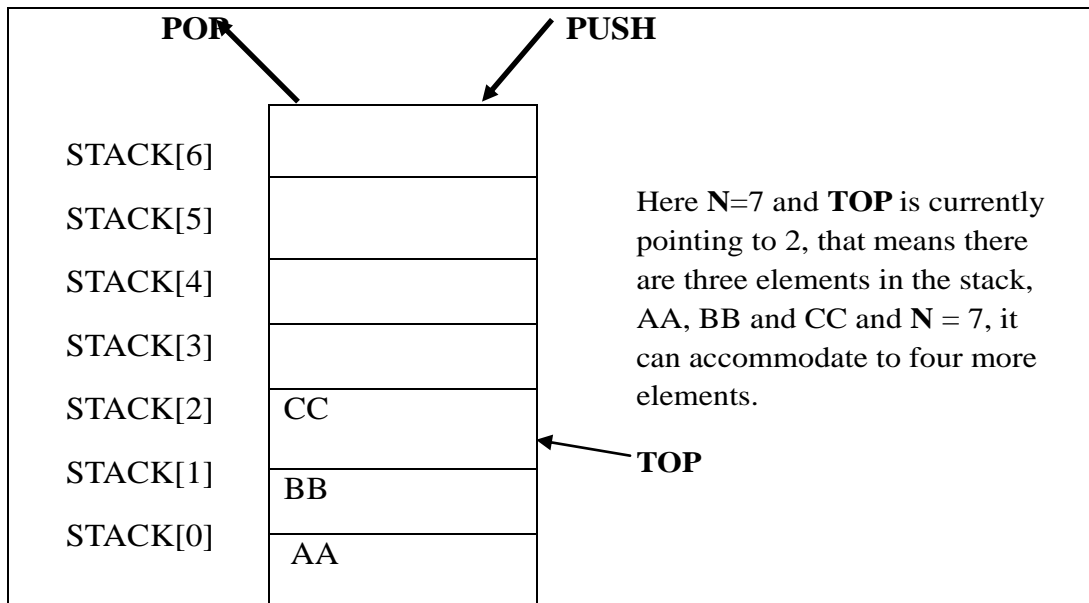 POP PUSH
STACK[6]
STACK[5]
STACK[4]
STACK[3]
STACK[2] CC
STACK[1] BB
STACK[0] AA
Here N=7 and TOP is currently
pointing to 2, that means there
are three elements in the stack,
AA, BB and CC and N = 7, it
can accommodate to four more
elements.
TOP